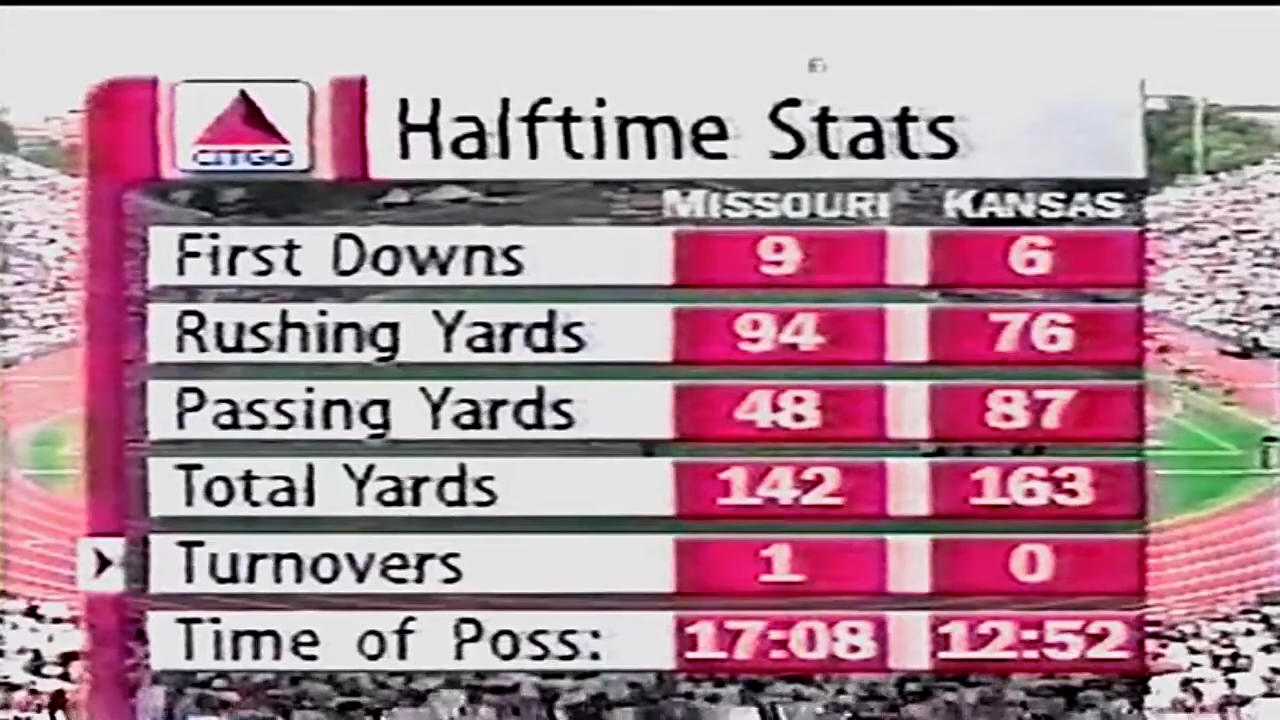 CITGO
Halftime Stats
MISSOURI KANSAS
First Downs 9 6
Rushing Yards 94 76
Passing Yards 48 87
Total Yards 142 163
Turnovers 1 0
Time of Poss: 17:08 12:52